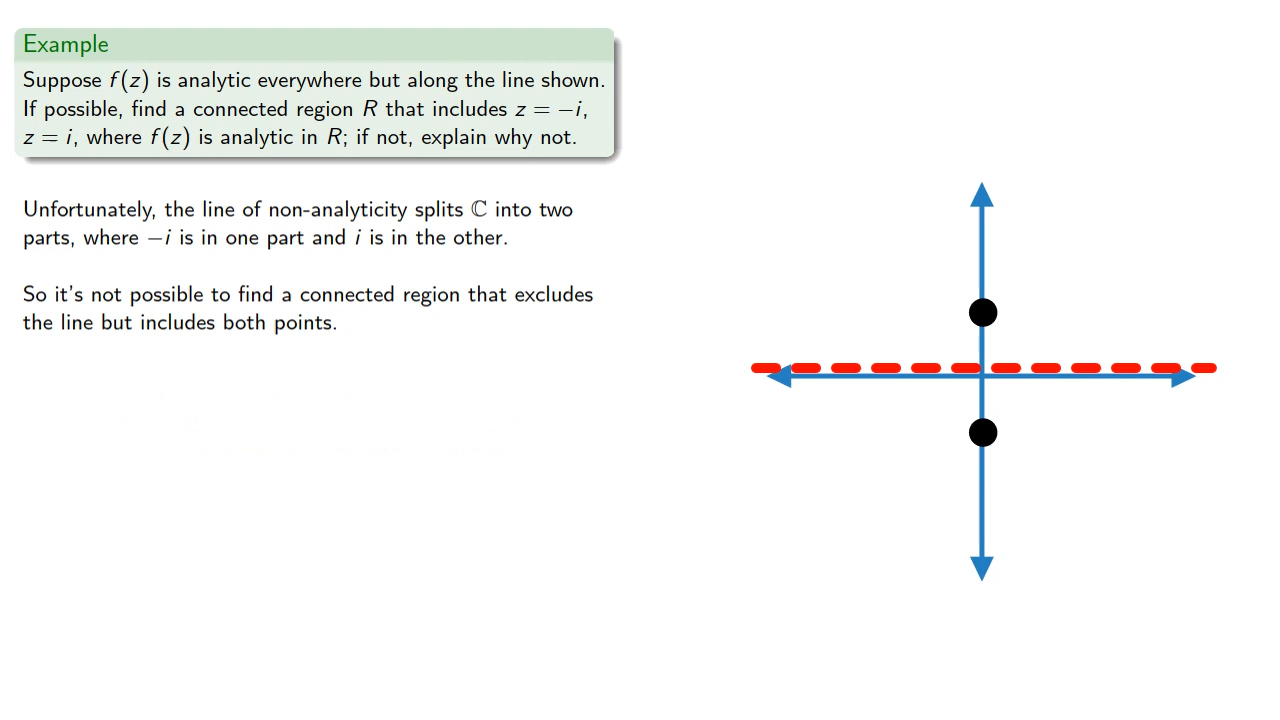 Example
Suppose f(z) is analytic everywhere but along the line shown.
If possible, find a connected region R that includes z = −i,
z = i, where f(z) is analytic in R; if not, explain why not.
Unfortunately, the line of non-analyticity splits ℂ into two
parts, where −i is in one part and i is in the other.
So it's not possible to find a connected region that excludes
the line but includes both points.